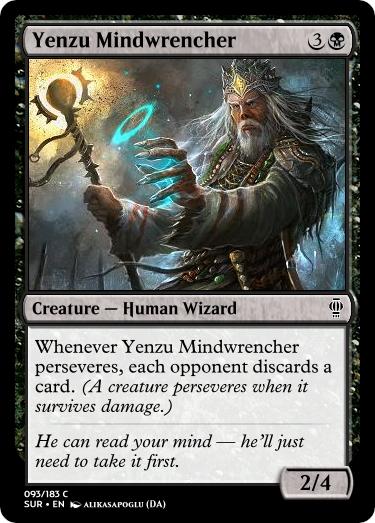 Yenzu Mindwrencher 3
Creature — Human Wizard
Whenever Yenzu Mindwrencher
perseveres, each opponent discards a
card. (A creature perseveres when it
survives damage.)
He can read your mind — he'll just
need to take it first.
2/4
093/183 C
SUR • EN ALIKASAPOGLU (DA)